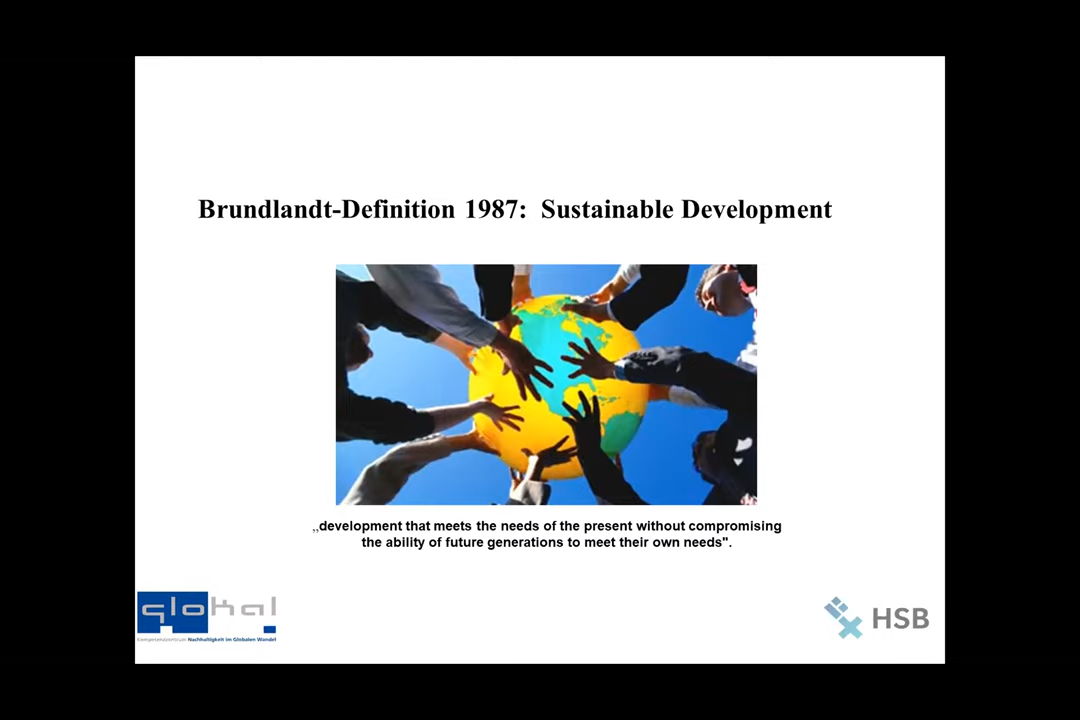 Brundlandt-Definition 1987:  Sustainable Development
„development that meets the needs of the present without compromising
the ability of future generations to meet their own needs".
glokal
Kompetenzzentrum Nachhaltigkeit im Globalen Wandel
HSB